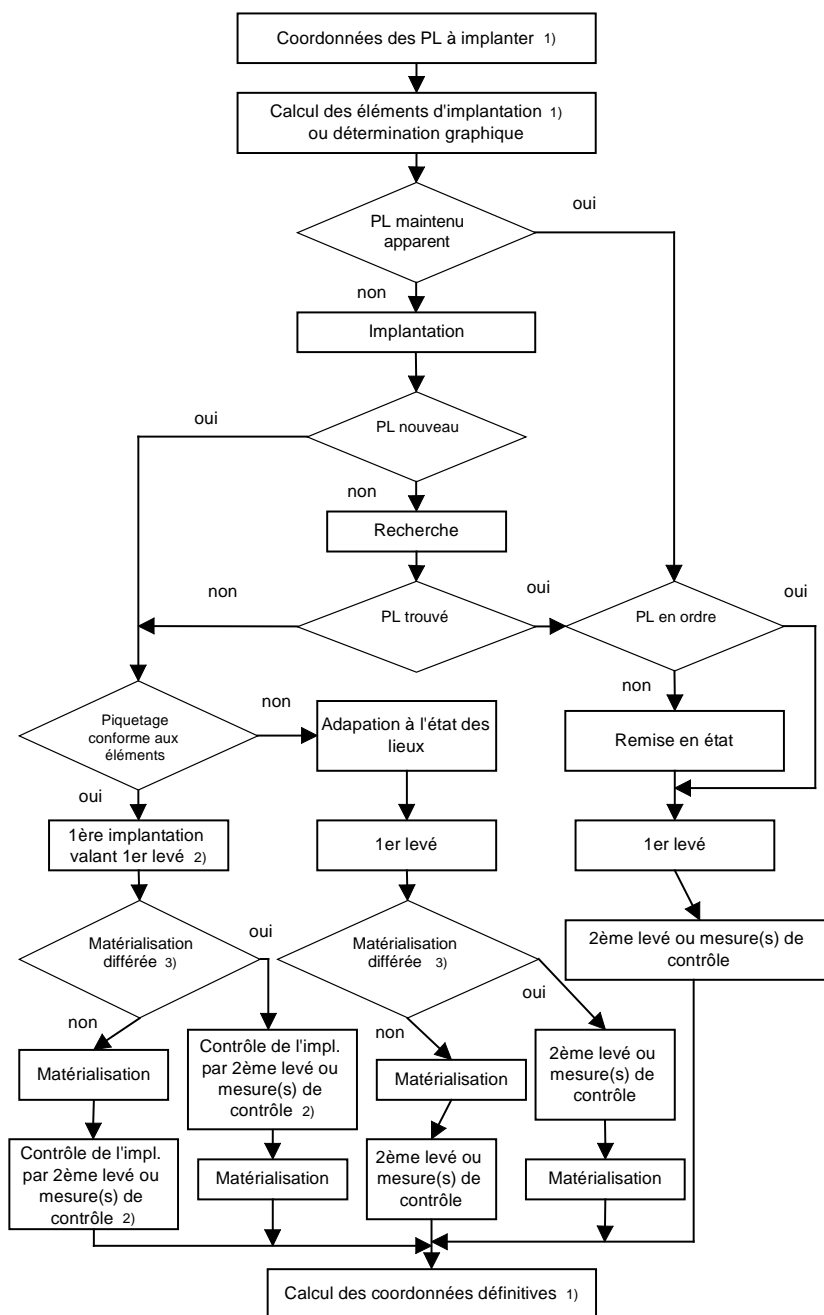 Coordonnées des PL à implanter 1)
Calcul des éléments d'implantation 1)
ou détermination graphique
PL maintenu
apparent
oui
non
Implantation
oui
PL nouveau
non
Recherche
non
PL trouvé
oui
PL en ordre
oui
non
Piquetage
conforme aux
éléments
non
Adapation à l'état des
lieux
Remise en état
oui
1ère implantation
valant 1er levé 2)
1er levé
1er levé
Matérialisation
différée 3)
oui
Matérialisation
différée 3)
oui
2ème levé ou mesure(s) de
contrôle
non
Matérialisation
Contrôle de l'impl.
par 2ème levé ou
mesure(s) de
contrôle 2)
non
Matérialisation
2ème levé ou
mesure(s) de
contrôle
Contrôle de l'impl.
par 2ème levé ou
mesure(s) de
contrôle 2)
Matérialisation
2ème levé ou
mesure(s) de
contrôle
Matérialisation
Calcul des coordonnées définitives 1)